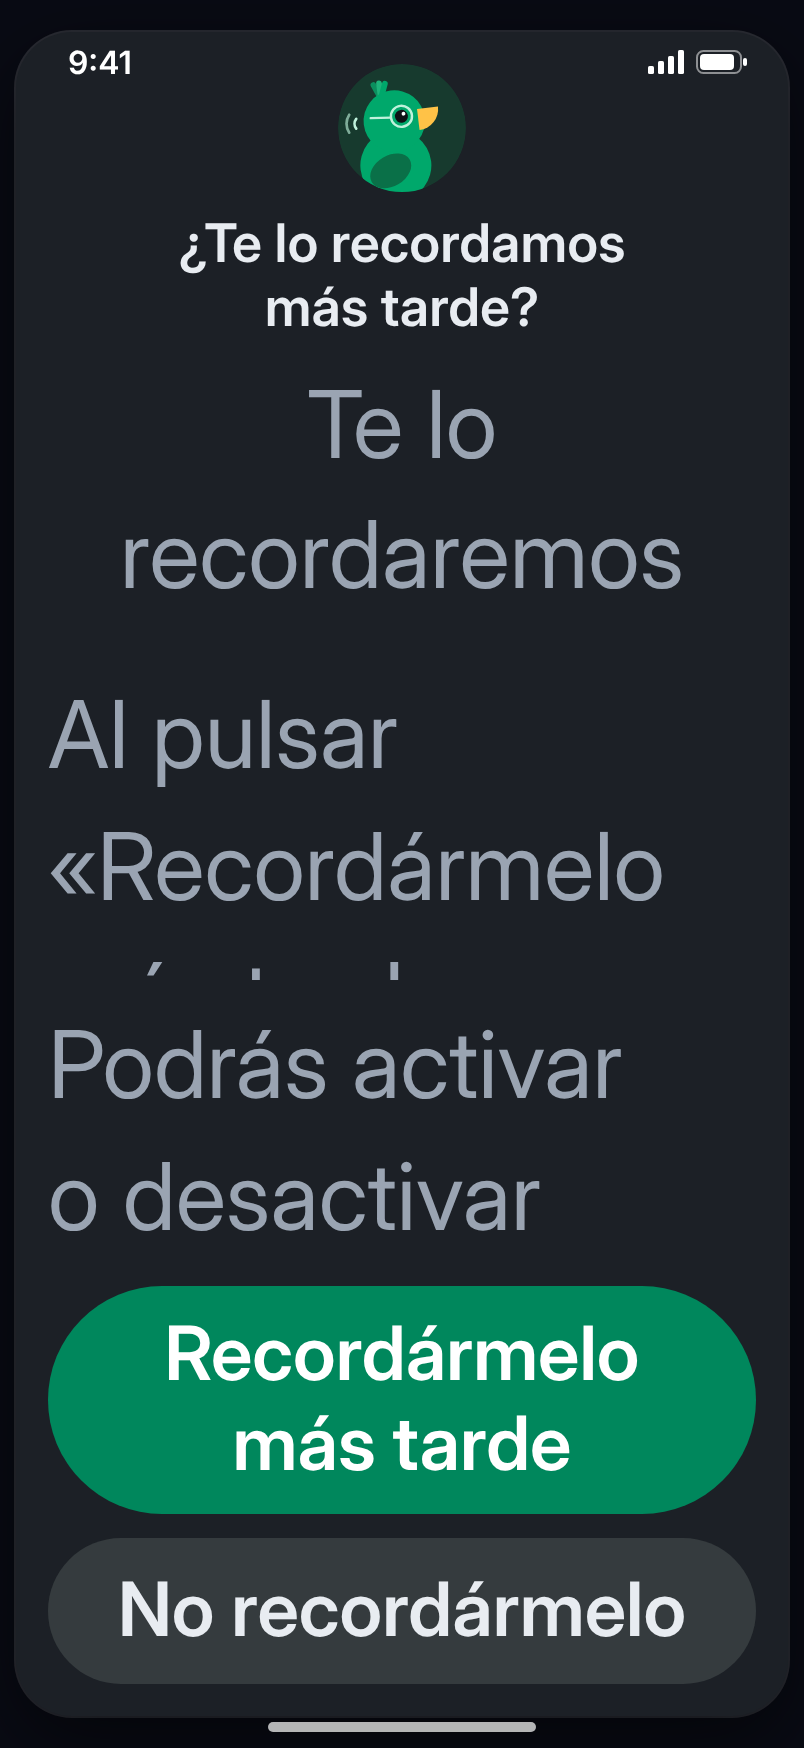 9:41
¿Te lo recordamos
más tarde?
Te lo
recordaremos
Al pulsar
«Recordármelo
Podrás activar
o desactivar
Recordármelo
más tarde
No recordármelo